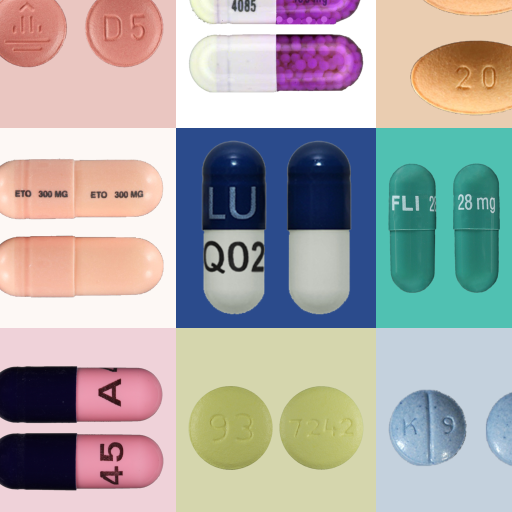 D5
4085
20
ETO 300 MG ETO 300 MG
LU
Q02
FLI
28 mg
A
45
93
7242
K 9